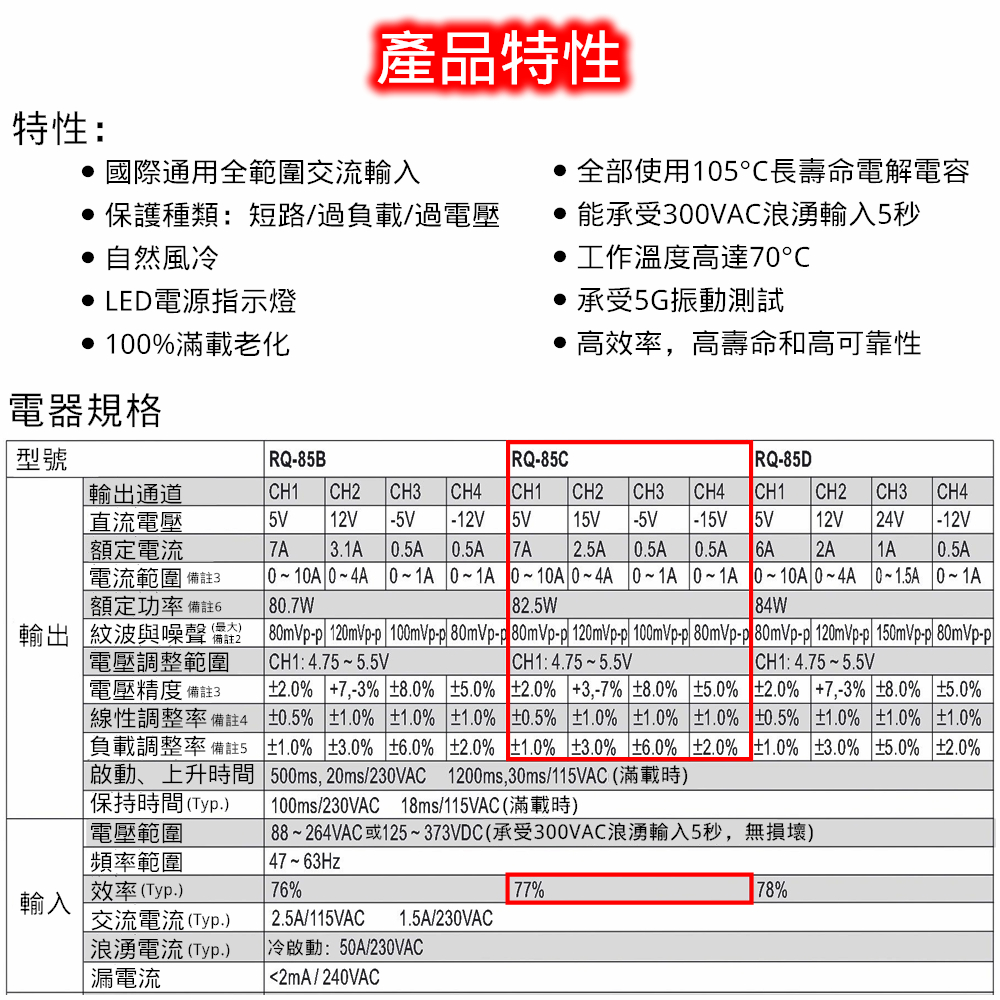 產品特性
特性:
• 國際通用全範圍交流輸入
• 保護種類: 短路/過負載/過電壓
• 自然風冷
• LED電源指示燈
• 100%滿載老化
• 全部使用105°C長壽命電解電容
• 能承受300VAC浪湧輸入5秒
• 工作溫度高達70°C
• 承受5G振動測試
• 高效率，高壽命和高可靠性
電器規格
型號 RQ-85B RQ-85C RQ-85D
輸出
輸出通道 CH1 CH2 CH3 CH4 CH1 CH2 CH3 CH4 CH1 CH2 CH3 CH4
直流電壓 5V 12V -5V -12V 5V 15V -5V -15V 5V 12V 24V -12V
額定電流 7A 3.1A 0.5A 0.5A 7A 2.5A 0.5A 0.5A 6A 2A 1A 0.5A
電流範圍 備註3 0~10A 0~4A 0~1A 0~1A 0~10A 0~4A 0~1A 0~1A 0~10A 0~4A 0~1.5A 0~1A
額定功率 備註6 80.7W 82.5W 84W
紋波與噪聲 (最大) 備註2 80mVp-p 120mVp-p 100mVp-p 80mVp-p 80mVp-p 120mVp-p 100mVp-p 80mVp-p 80mVp-p 120mVp-p 150mVp-p 80mVp-p
電壓調整範圍 CH1: 4.75~5.5V CH1: 4.75~5.5V CH1: 4.75~5.5V
電壓精度 備註3 ±2.0% +7,-3% ±8.0% ±5.0% ±2.0% +3,-7% ±8.0% ±5.0% ±2.0% +7,-3% ±8.0% ±5.0%
線性調整率 備註4 ±0.5% ±1.0% ±1.0% ±1.0% ±0.5% ±1.0% ±1.0% ±1.0% ±0.5% ±1.0% ±1.0% ±1.0%
負載調整率 備註5 ±1.0% ±3.0% ±6.0% ±2.0% ±1.0% ±3.0% ±6.0% ±2.0% ±1.0% ±3.0% ±5.0% ±2.0%
啟動、上升時間 500ms, 20ms/230VAC 1200ms,30ms/115VAC (滿載時)
保持時間 (Typ.) 100ms/230VAC 18ms/115VAC (滿載時)
輸入
電壓範圍 88~264VAC 或125~373VDC (承受300VAC浪湧輸入5秒，無損壞)
頻率範圍 47~63Hz
效率 (Typ.) 76% 77% 78%
交流電流 (Typ.) 2.5A/115VAC 1.5A/230VAC
浪湧電流 (Typ.) 冷啟動: 50A/230VAC
漏電流 <2mA / 240VAC